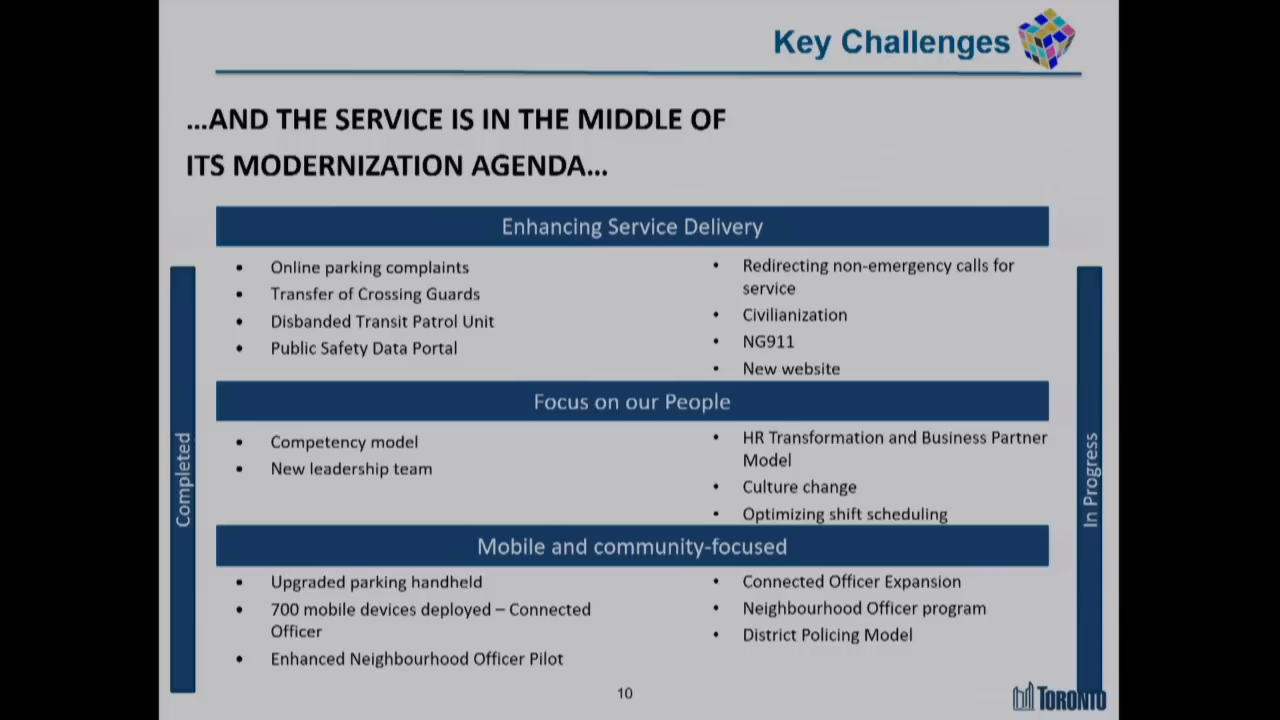 Key Challenges
...AND THE SERVICE IS IN THE MIDDLE OF
ITS MODERNIZATION AGENDA...
Enhancing Service Delivery
Completed
• Online parking complaints
• Transfer of Crossing Guards
• Disbanded Transit Patrol Unit
• Public Safety Data Portal
In Progress
• Redirecting non-emergency calls for
service
• Civilianization
• NG911
• New website
Focus on our People
• Competency model
• New leadership team
• HR Transformation and Business Partner
Model
• Culture change
• Optimizing shift scheduling
Mobile and community-focused
• Upgraded parking handheld
• 700 mobile devices deployed – Connected
Officer
• Enhanced Neighbourhood Officer Pilot
• Connected Officer Expansion
• Neighbourhood Officer program
• District Policing Model
10
TORONTO